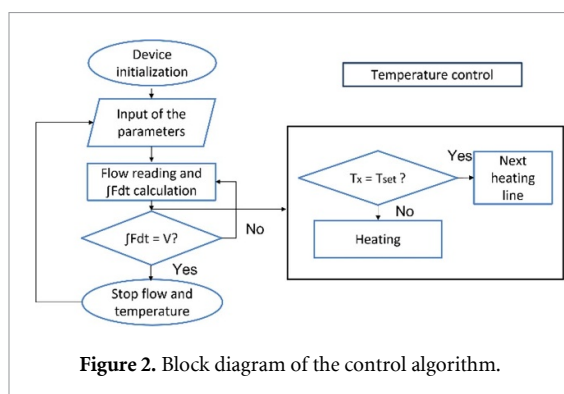 Device
initialization
Temperature control
Input of the
parameters
Flow reading and
∫Fdt calculation
Tx = Tset ?
Yes
Next
heating
line
No
Heating
∫Fdt = V?
No
Yes
Stop flow and
temperature
Figure 2. Block diagram of the control algorithm.